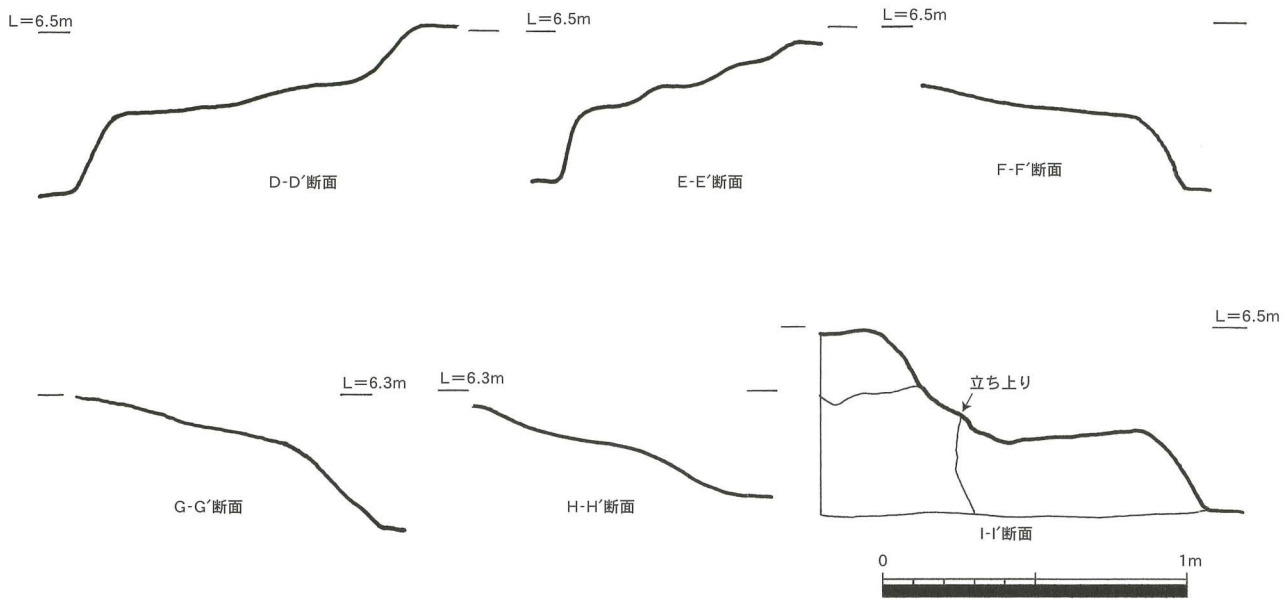 L=6.5m
L=6.5m
L=6.5m
D-D′断面
E-E′断面
F-F′断面
L=6.3m
L=6.3m
L=6.5m
立ち上り
G-G′断面
H-H′断面
I-I′断面
0
1m